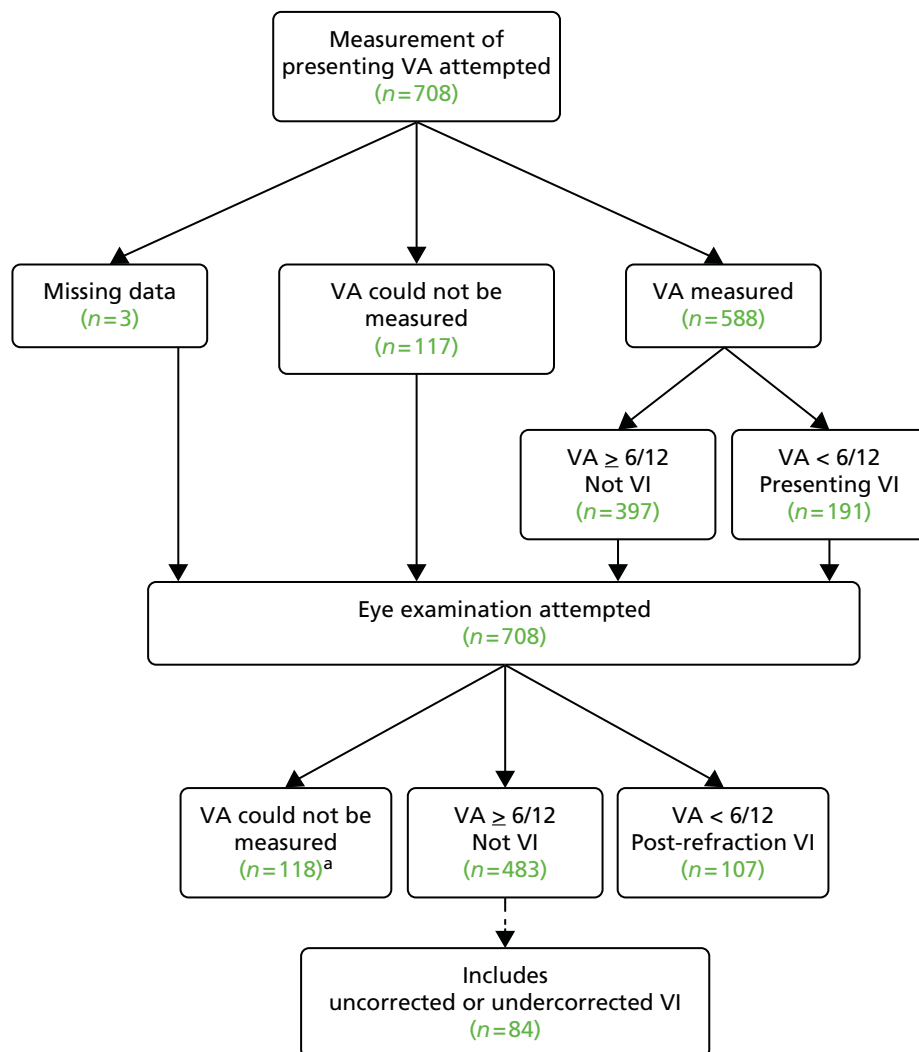 Measurement of
presenting VA attempted
(n=708)
Missing data
(n=3)
VA could not be
measured
(n=117)
VA measured
(n=588)
VA ≥ 6/12
Not VI
(n=397)
VA < 6/12
Presenting VI
(n=191)
Eye examination attempted
(n=708)
VA could not be
measured
(n=118)a
VA ≥ 6/12
Not VI
(n=483)
VA < 6/12
Post-refraction VI
(n=107)
Includes
uncorrected or undercorrected VI
(n=84)